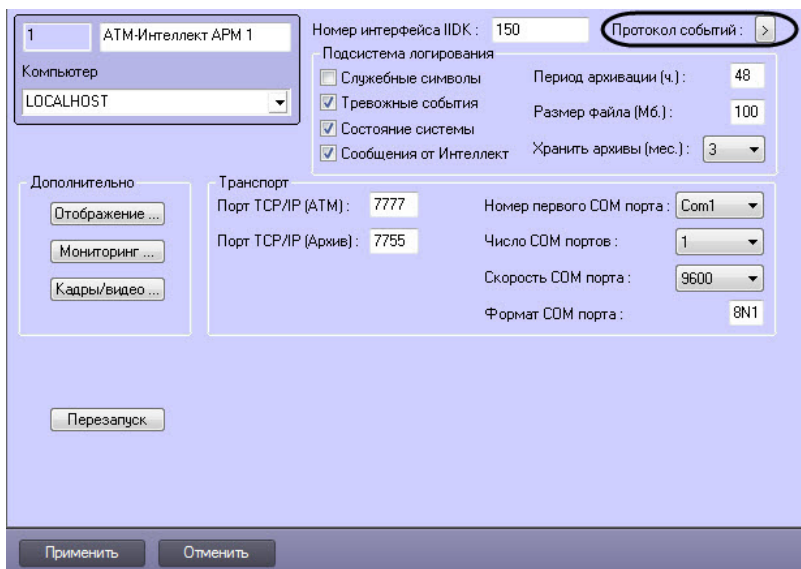 1
АТМ-Интеллект АРМ 1
Компьютер
LOCALHOST
Номер интерфейса IIDK : 150
Протокол событий : >
Подсистема логирования
Служебные символы
Тревожные события
Состояние системы
Сообщения от Интеллект
Период архивации (ч.) : 48
Размер файла (Мб.) : 100
Хранить архивы (мес.) : 3
Дополнительно
Отображение ...
Мониторинг ...
Кадры/видео ...
Транспорт
Порт TCP/IP (АТМ) : 7777
Порт TCP/IP (Архив) : 7755
Номер первого COM порта : Com1
Число COM портов : 1
Скорость COM порта : 9600
Формат COM порта : 8N1
Перезапуск
Применить
Отменить